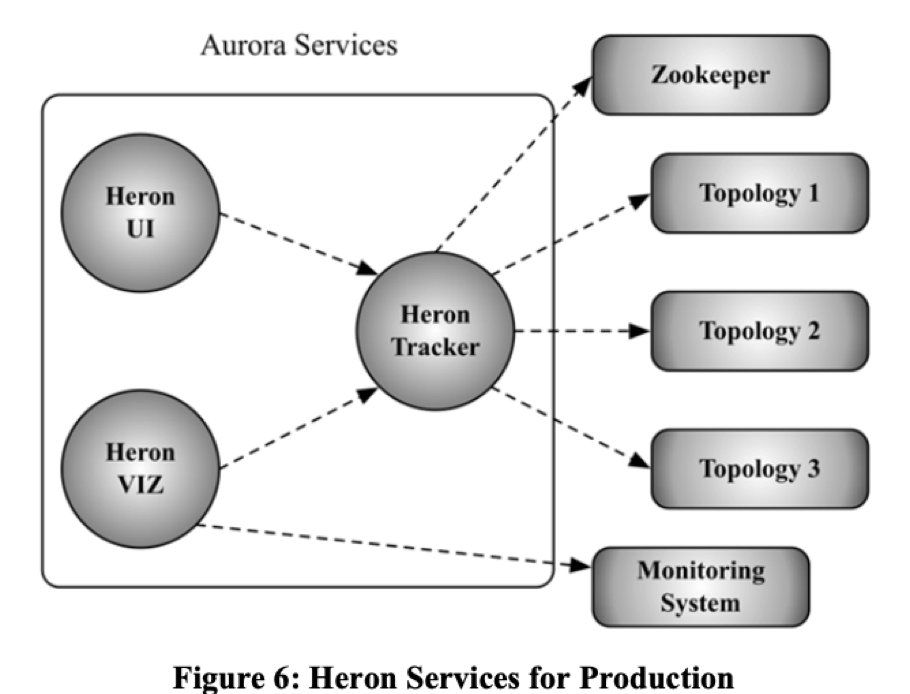 Aurora Services
Zookeeper
Heron
UI
Topology 1
Heron
Tracker
Topology 2
Heron
VIZ
Topology 3
Monitoring
System
Figure 6: Heron Services for Production